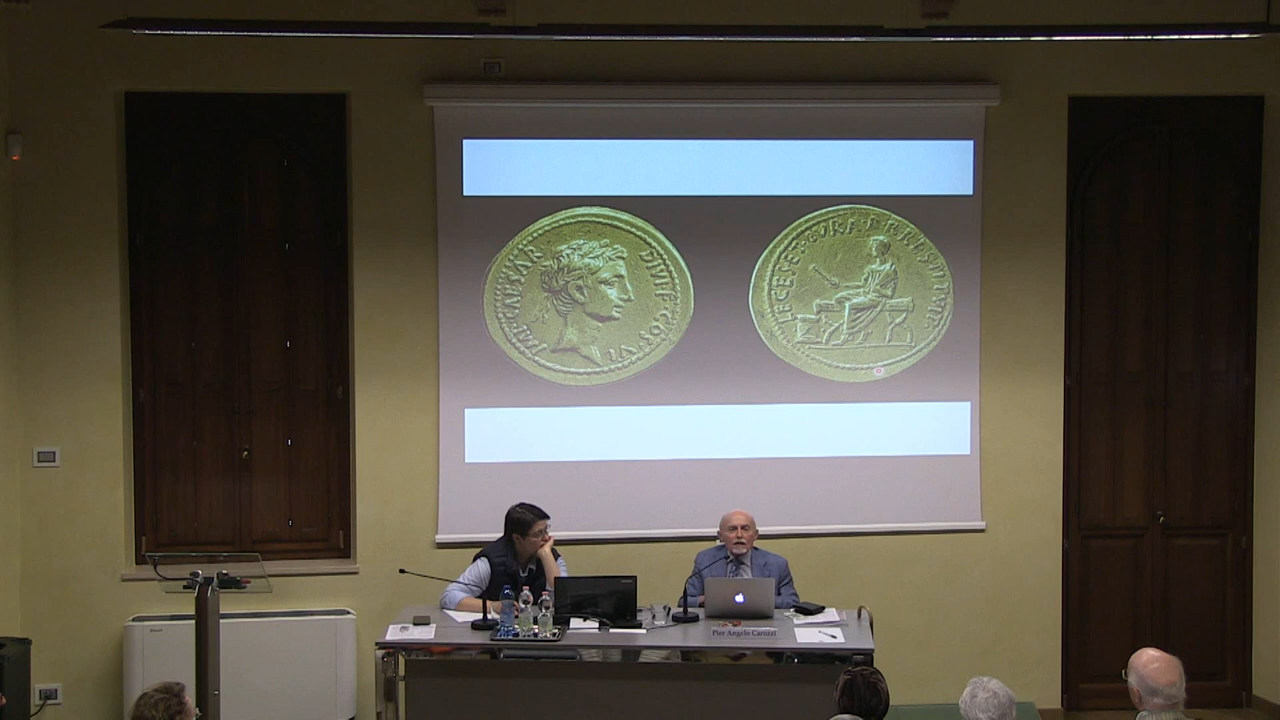 IMP·CAESAR DIVI·F·COS·VI
LEGES·ET·IVRA·P·R·RESTITVIT
Pier Angelo Carozzi